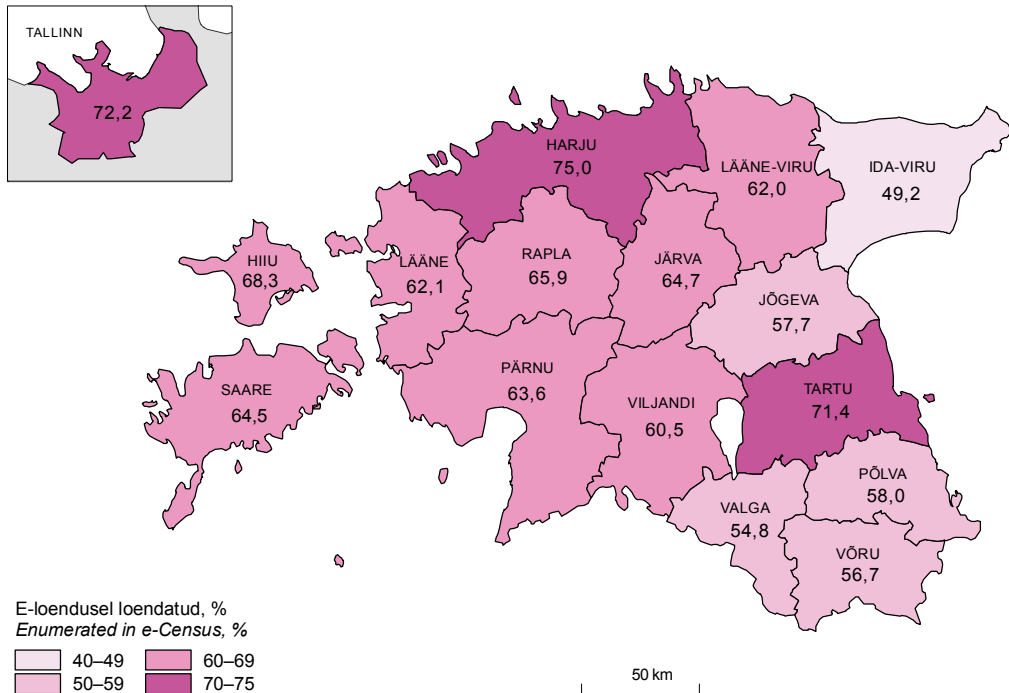 TALLINN
72,2
HARJU
75,0
LÄÄNE-VIRU
62,0
IDA-VIRU
49,2
HIIU
68,3
LÄÄNE
62,1
RAPLA
65,9
JÄRVA
64,7
JÕGEVA
57,7
SAARE
64,5
PÄRNU
63,6
VILJANDI
60,5
TARTU
71,4
PÕLVA
58,0
VALGA
54,8
VÕRU
56,7
E-loendusel loendatud, %
Enumerated in e-Census, %
40–49 60–69
50–59 70–75
50 km